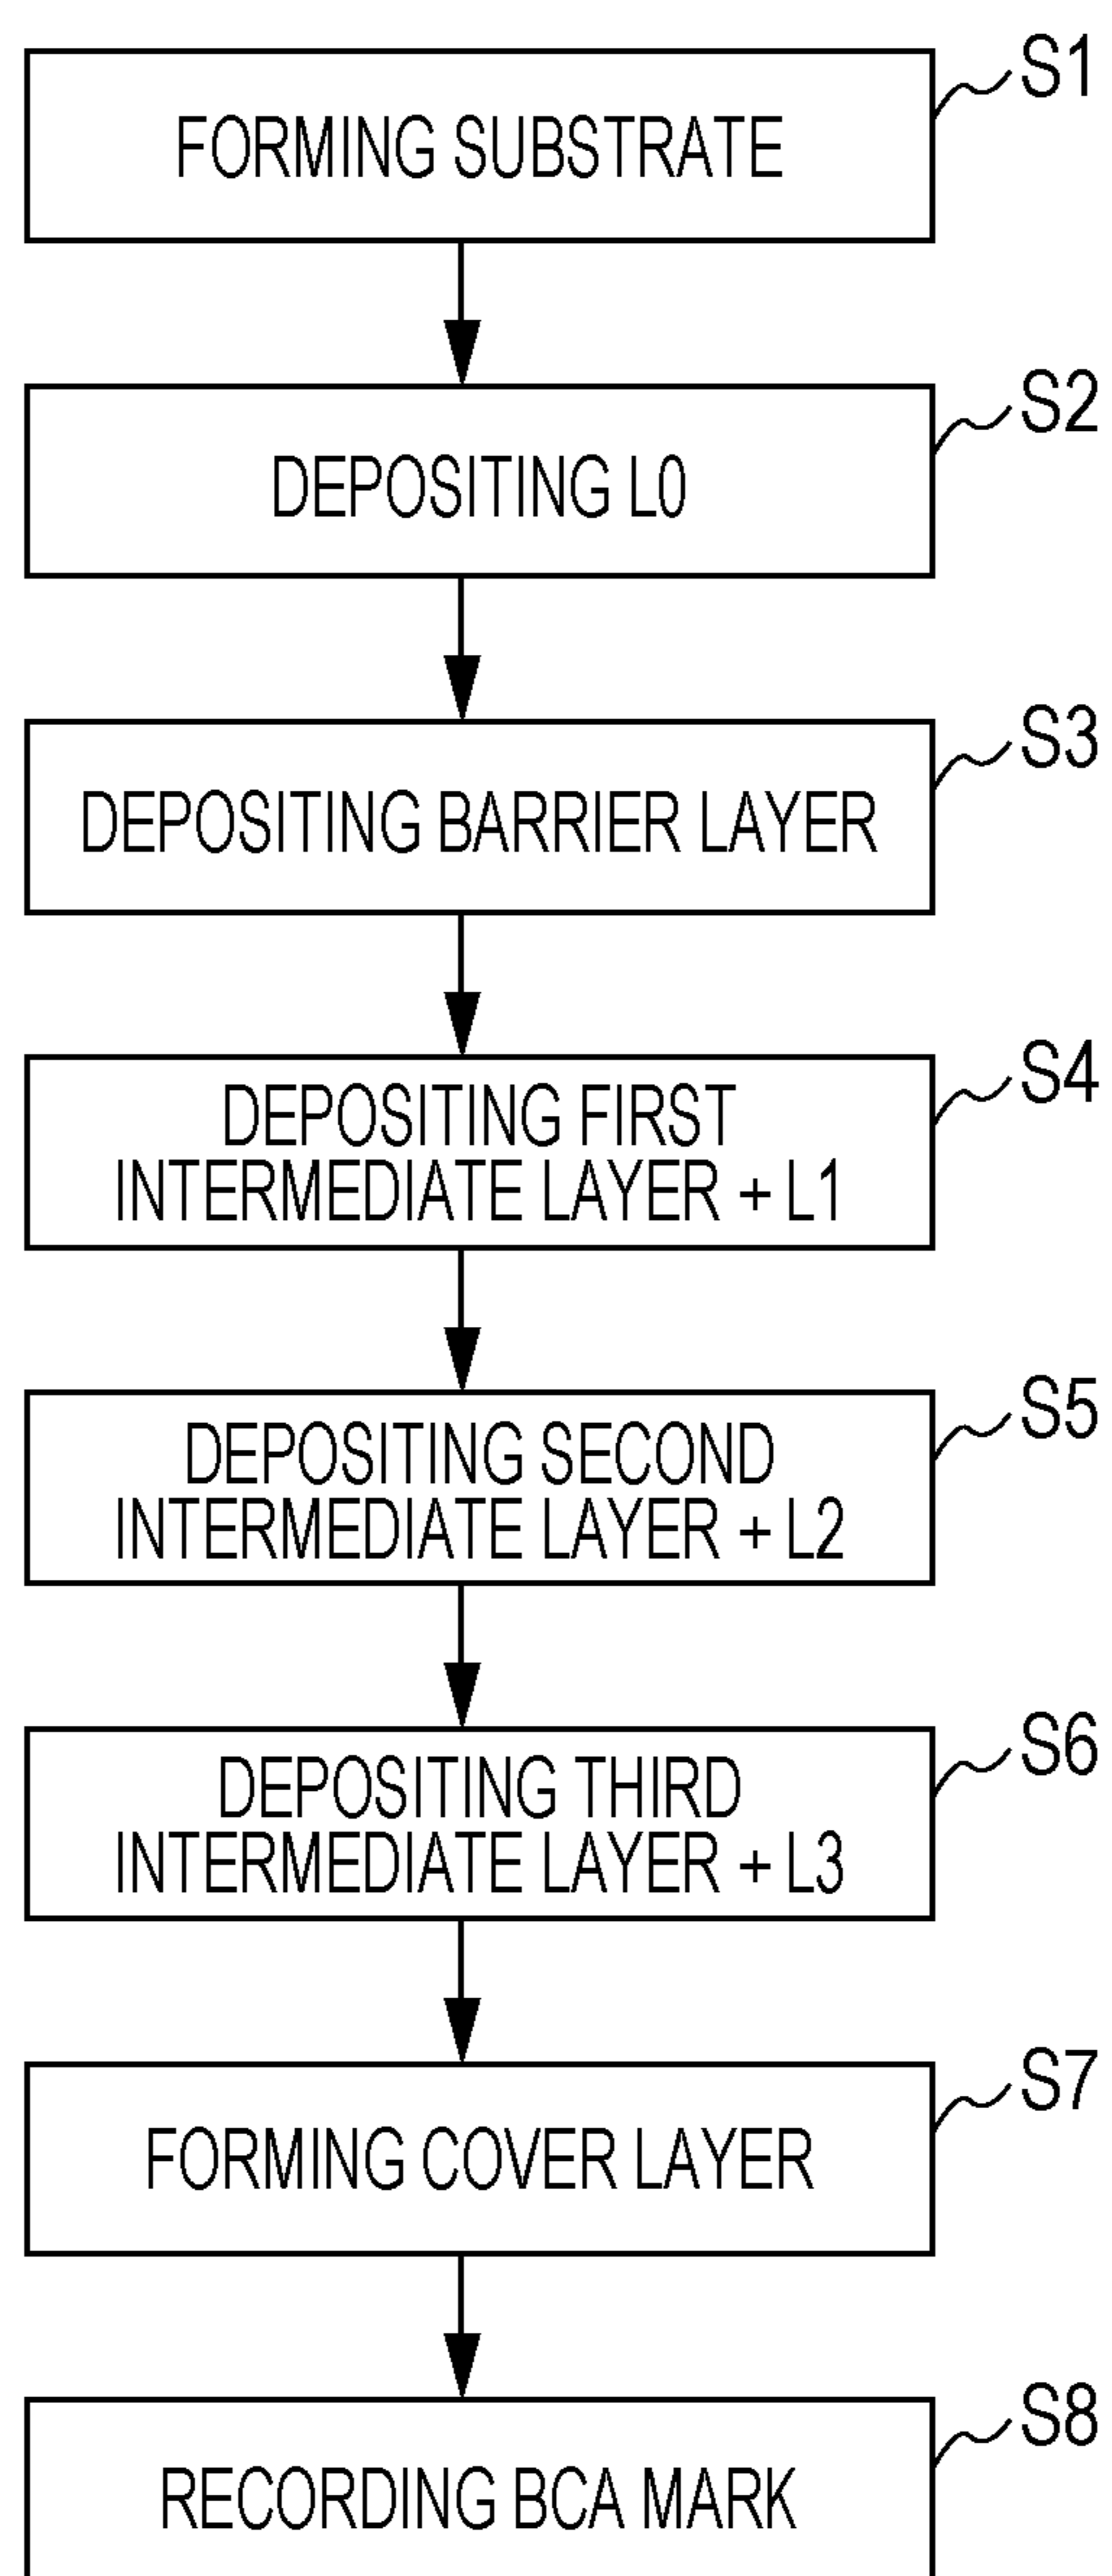 S1
FORMING SUBSTRATE
S2
DEPOSITING L0
S3
DEPOSITING BARRIER LAYER
S4
DEPOSITING FIRST
INTERMEDIATE LAYER + L1
S5
DEPOSITING SECOND
INTERMEDIATE LAYER + L2
S6
DEPOSITING THIRD
INTERMEDIATE LAYER + L3
S7
FORMING COVER LAYER
S8
RECORDING BCA MARK